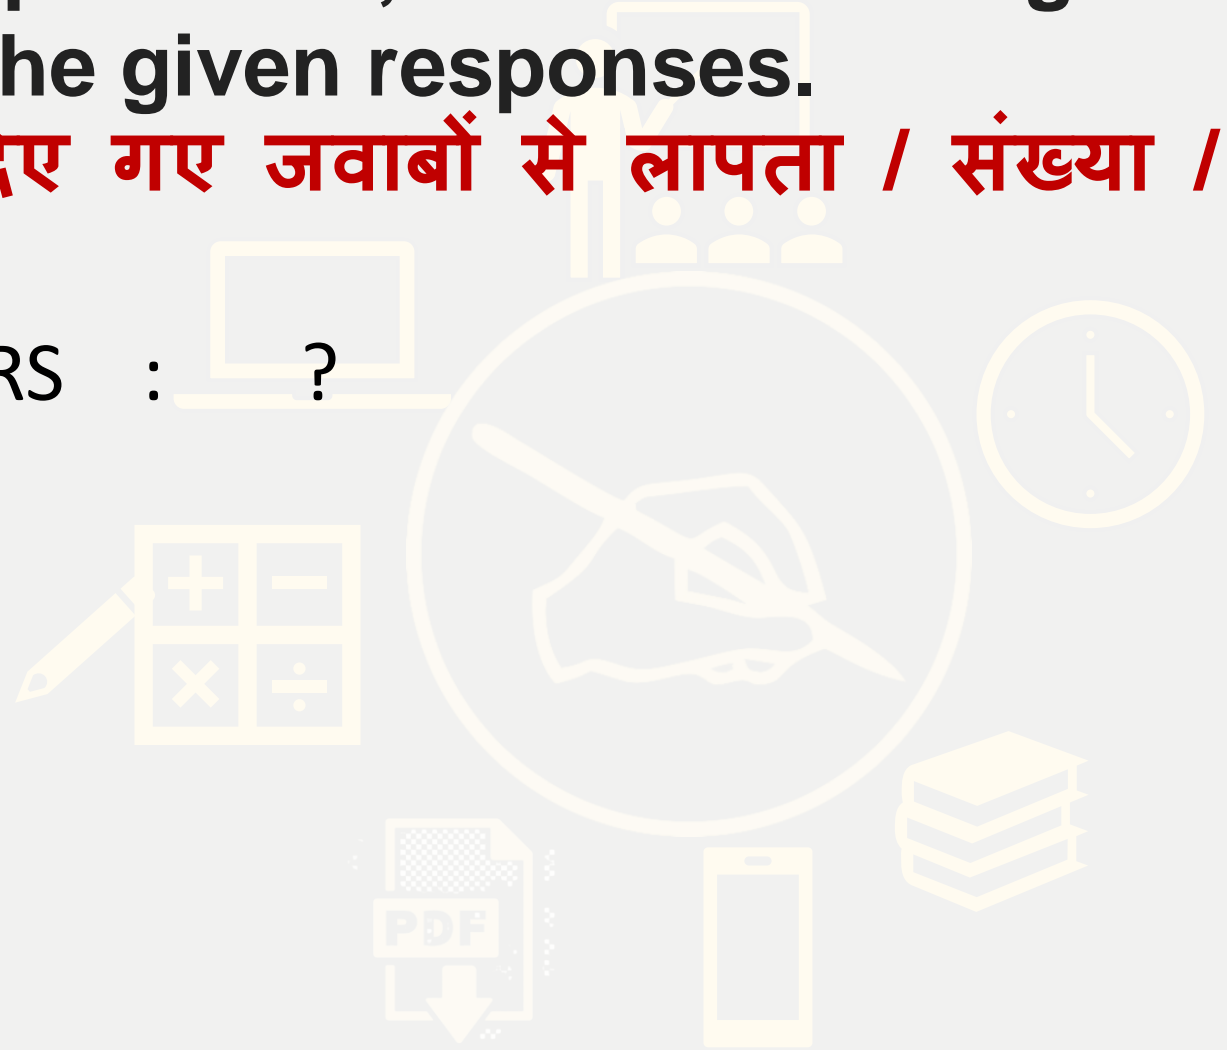 he given responses.
गए जवाबों से लापता / संख्या /
RS : ?
PDF